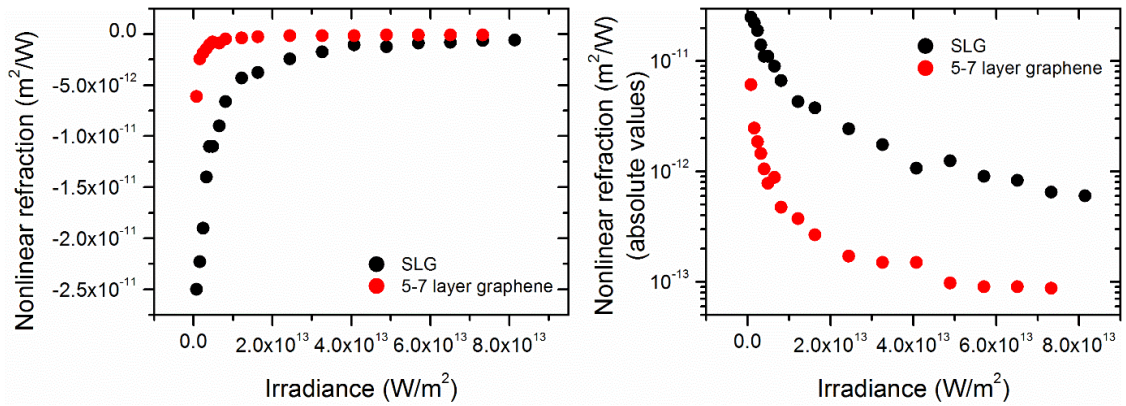 0.0
-5.0x10⁻¹²
-1.0x10⁻¹¹
-1.5x10⁻¹¹
-2.0x10⁻¹¹
-2.5x10⁻¹¹
Nonlinear refraction (m²/W)
SLG
5-7 layer graphene
0.0 2.0x10¹³ 4.0x10¹³ 6.0x10¹³ 8.0x10¹³
Irradiance (W/m²)
10⁻¹¹
10⁻¹²
10⁻¹³
Nonlinear refraction (m²/W)
(absolute values)
SLG
5-7 layer graphene
0.0 2.0x10¹³ 4.0x10¹³ 6.0x10¹³ 8.0x10¹³
Irradiance (W/m²)